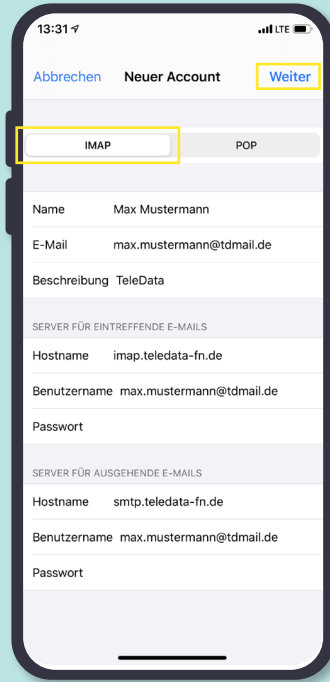 13:31 LTE
Abbrechen Neuer Account Weiter
IMAP POP
Name Max Mustermann
E-Mail max.mustermann@tdmail.de
Beschreibung TeleData
SERVER FÜR EINTREFFENDE E-MAILS
Hostname imap.teledata-fn.de
Benutzername max.mustermann@tdmail.de
Passwort
SERVER FÜR AUSGEHENDE E-MAILS
Hostname smtp.teledata-fn.de
Benutzername max.mustermann@tdmail.de
Passwort